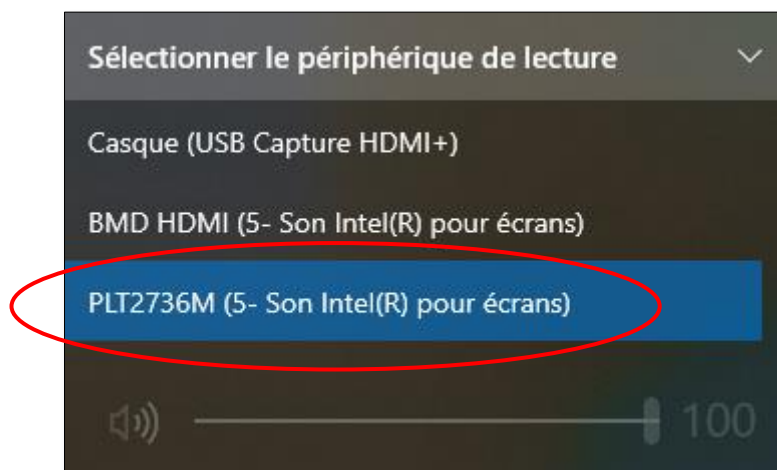 Sélectionner le périphérique de lecture
Casque (USB Capture HDMI+)
BMD HDMI (5- Son Intel(R) pour écrans)
PLT2736M (5- Son Intel(R) pour écrans)
100